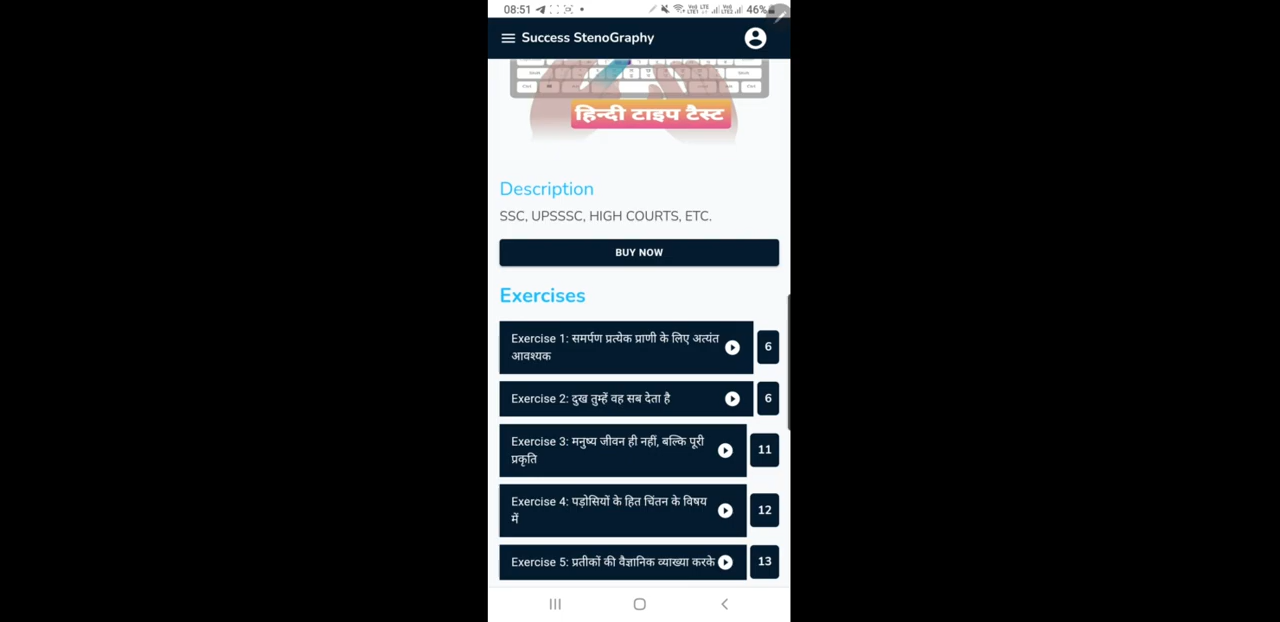 08:51 46%
Success StenoGraphy
हिन्दी टाइप टैस्ट
Description
SSC, UPSSSC, HIGH COURTS, ETC.
BUY NOW
Exercises
Exercise 1: समर्पण प्रत्येक प्राणी के लिए अत्यंत
आवश्यक
6
Exercise 2: दुख तुम्हें वह सब देता है
6
Exercise 3: मनुष्य जीवन ही नहीं, बल्कि पूरी
प्रकृति
11
Exercise 4: पड़ोसियों के हित चिंतन के विषय
में
12
Exercise 5: प्रतीकों की वैज्ञानिक व्याख्या करके
13